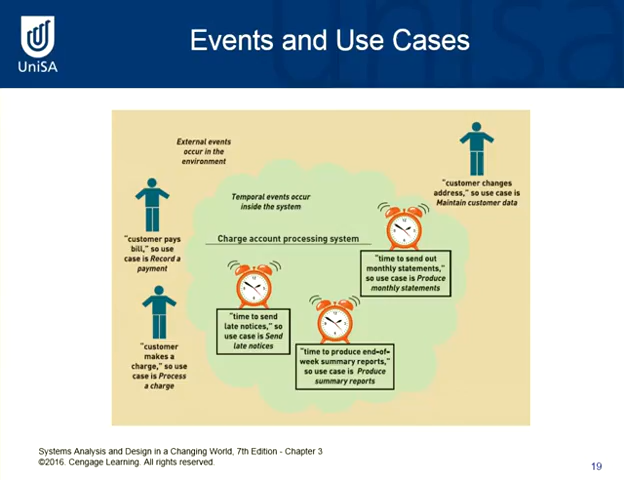 Events and Use Cases
UniSA
External events
occur in the
environment
"customer changes
address," so use case is
Maintain customer data
Temporal events occur
inside the system
"customer pays
bill," so use
case is Record a
payment
Charge account processing system
"time to send out
monthly statements,"
so use case is Produce
monthly statements
"time to send
late notices," so
use case is Send
late notices
"customer
makes a
charge," so use
case is Process
a charge
"time to produce end-of-
week summary reports,"
so use case is Produce
summary reports
Systems Analysis and Design in a Changing World, 7th Edition - Chapter 3
©2016. Cengage Learning. All rights reserved.
19